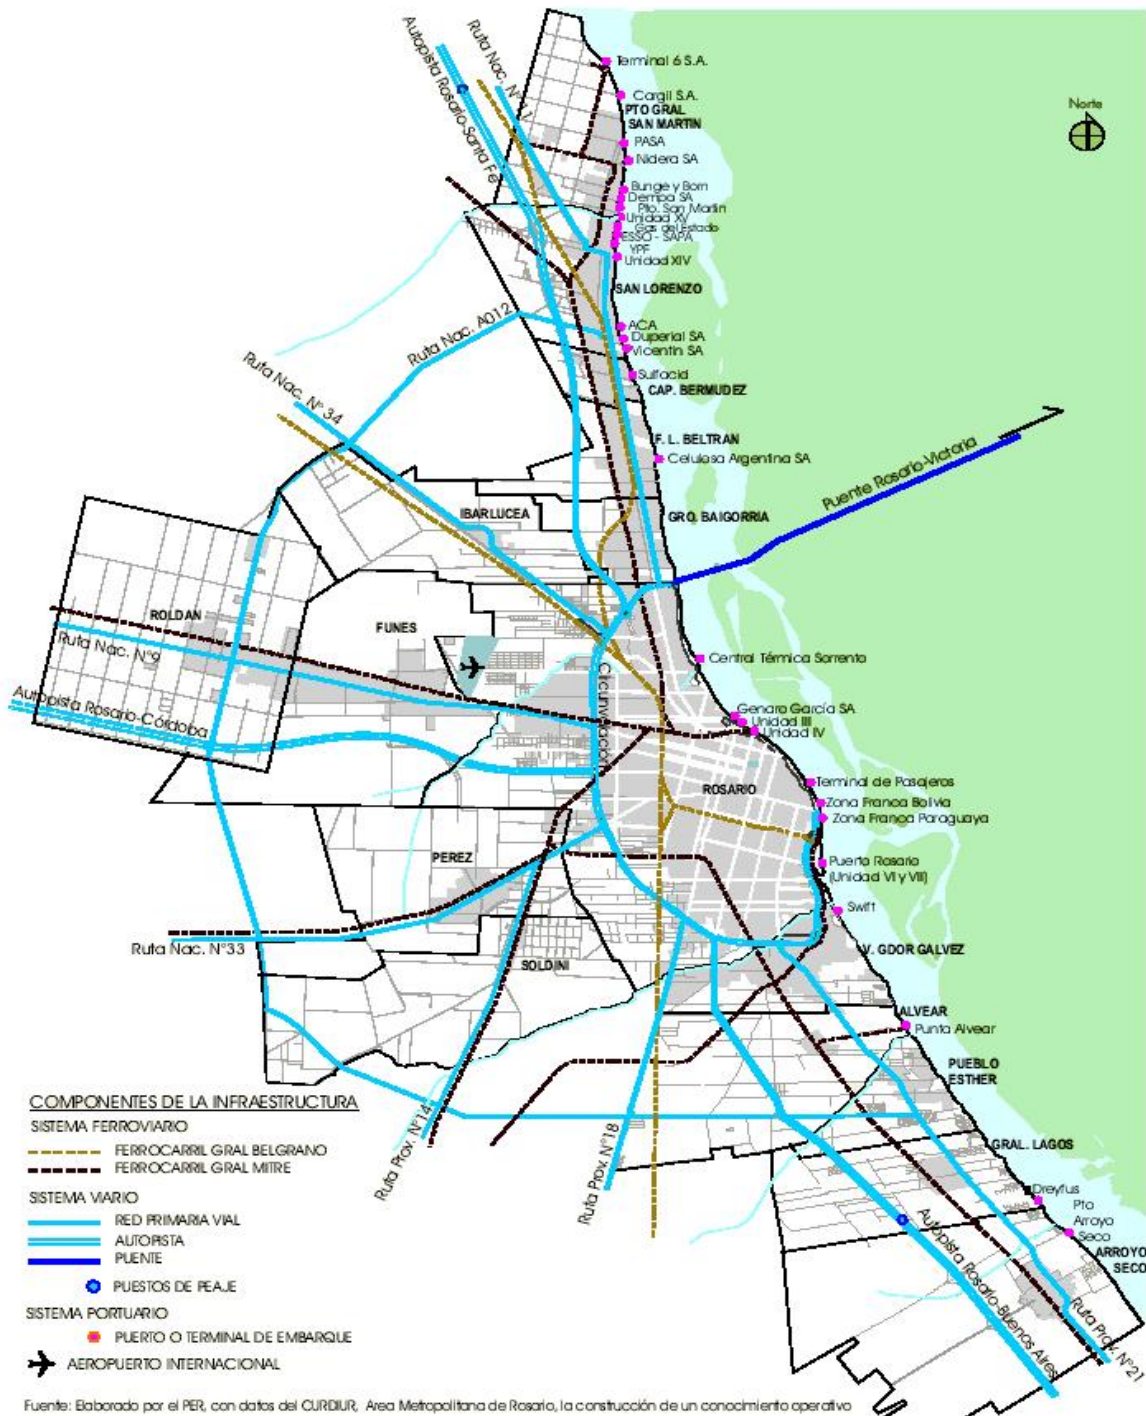 Autopista Rosario-Santa Fe
Ruta Nac. N° 11
Terminal 6 S.A.
Cargil S.A.
PTO GRAL
SAN MARTIN
PASA
Nidera SA
Bunge y Born
Dempa SA
Pto. San Martin
Unidad XV
Gas del Estado
ESSO - SAPA
YPF
Unidad XIV
SAN LORENZO
Norte
ACA
Duperial SA
Vicentin SA
Sulfacid
CAP. BERMUDEZ
Ruta Nac. A012
Ruta Nac. N° 34
F. L. BELTRAN
Celulosa Argentina SA
Puente Rosario-Victoria
IBARLUCEA
GRO. BAIGORRIA
ROLDAN
FUNES
Ruta Nac. N°9
Autopista Rosario-Córdoba
Circunvalación
Central Térmica Sorrento
Genaro García SA
Unidad III
Unidad IV
ROSARIO
Terminal de Pasajeros
Zona Franca Bolivia
Zona Franca Paraguaya
PEREZ
Puerto Rosario
(Unidad VI y VII)
Swift
Ruta Nac. N°33
SOLDINI
V. GDOR GALVEZ
ALVEAR
Punta Alvear
PUEBLO
ESTHER
GRAL. LAGOS
Dreyfus
Pto
Arroyo
Seco
ARROYO
SECO
Ruta Prov. N°14
Ruta Prov. N°18
Autopista Rosario-Buenos Aires
Ruta Prov. N°21
COMPONENTES DE LA INFRAESTRUCTURA
SISTEMA FERROVIARIO
FERROCARRIL GRAL BELGRANO
FERROCARRIL GRAL MITRE
SISTEMA VIARIO
RED PRIMARIA VIAL
AUTOPISTA
PUENTE
PUESTOS DE PEAJE
SISTEMA PORTUARIO
PUERTO O TERMINAL DE EMBARQUE
AEROPUERTO INTERNACIONAL
Fuente: Elaborado por el PER, con datos del CURDIUR, Area Metropolitana de Rosario, la construcción de un conocimiento operativo